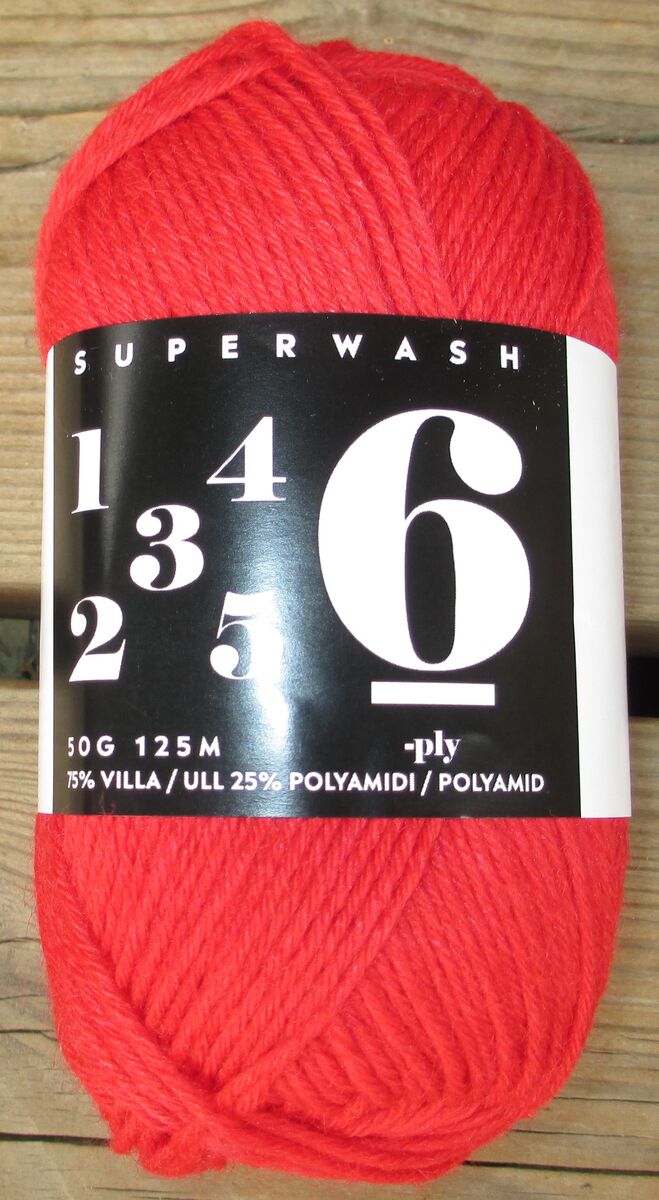 SUPERWASH
1 4 6
3
2 5
-ply
50G 125M
75% VILLA / ULL 25% POLYAMIDI / POLYAMID